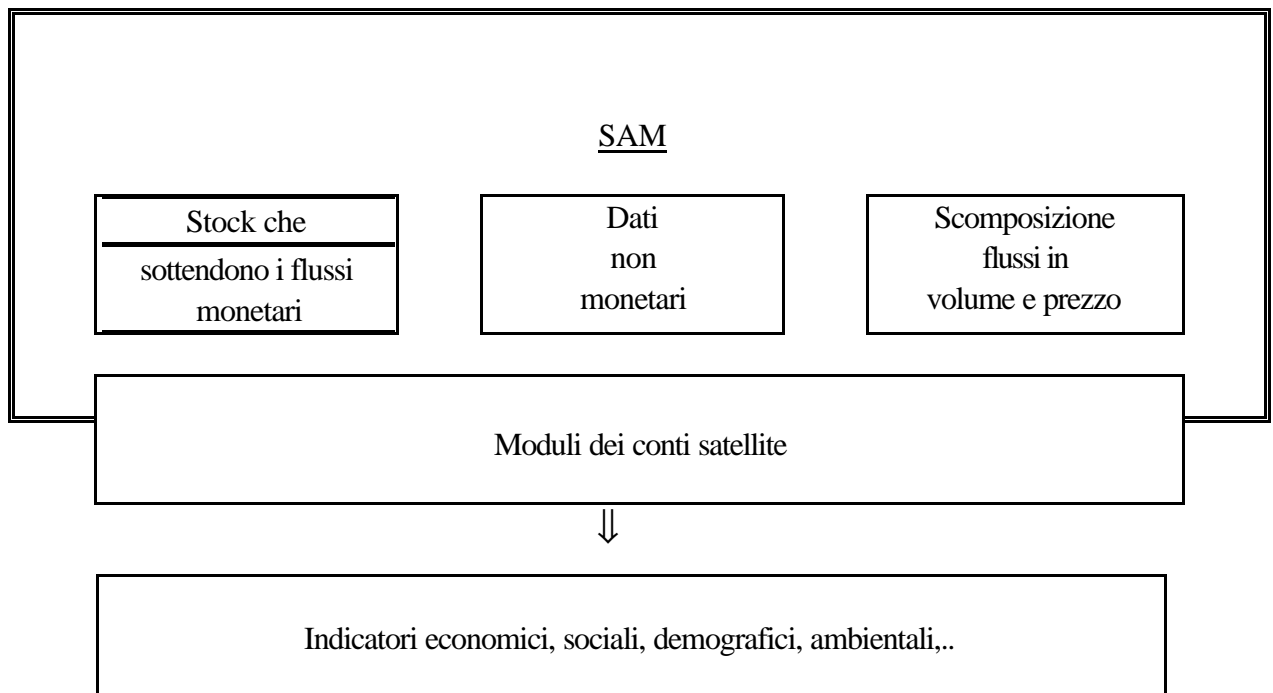 SAM
Stock che
sottendono i flussi
monetari
Dati
non
monetari
Scomposizione
flussi in
volume e prezzo
Moduli dei conti satellite
⇓
Indicatori economici, sociali, demografici, ambientali,..